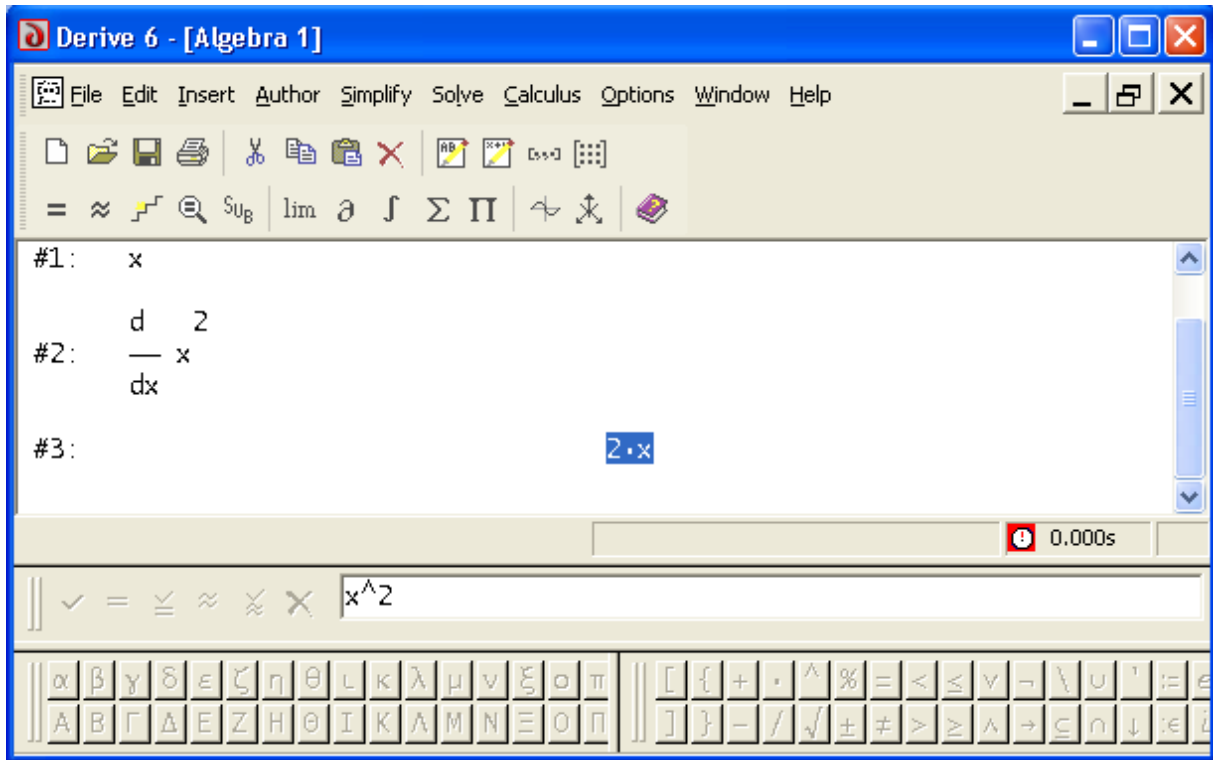 Derive 6 - [Algebra 1]
File Edit Insert Author Simplify Solve Calculus Options Window Help
= ≈ SUB lim ∂ ∫ Σ Π
#1: x
d 2
#2: — x
dx
#3: 2·x
0.000s
x^2
α β γ δ ε ζ η θ ι κ λ μ ν ξ ο π [ { + · ^ % = < ≤ ∨ ¬ \ ∪ ' :=
Α Β Γ Δ Ε Ζ Η Θ Ι Κ Λ Μ Ν Ξ Ο Π ] } - / √ ± ≠ > ≥ ∧ → ⊆ ∩ ↓ :∈